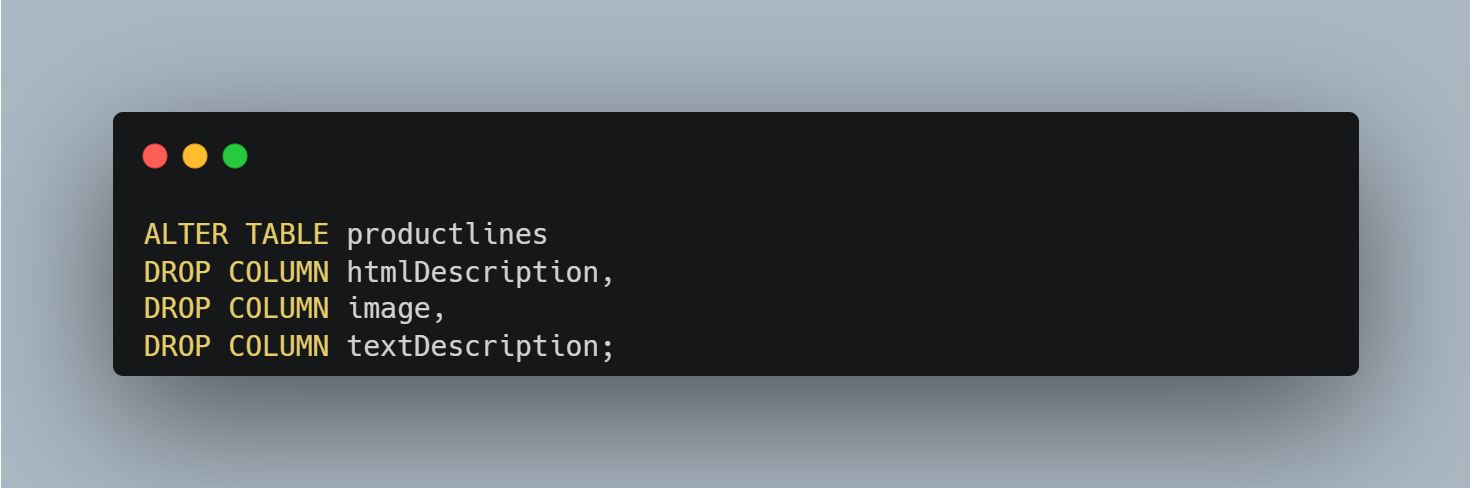 ALTER TABLE productlines
DROP COLUMN htmlDescription,
DROP COLUMN image,
DROP COLUMN textDescription;